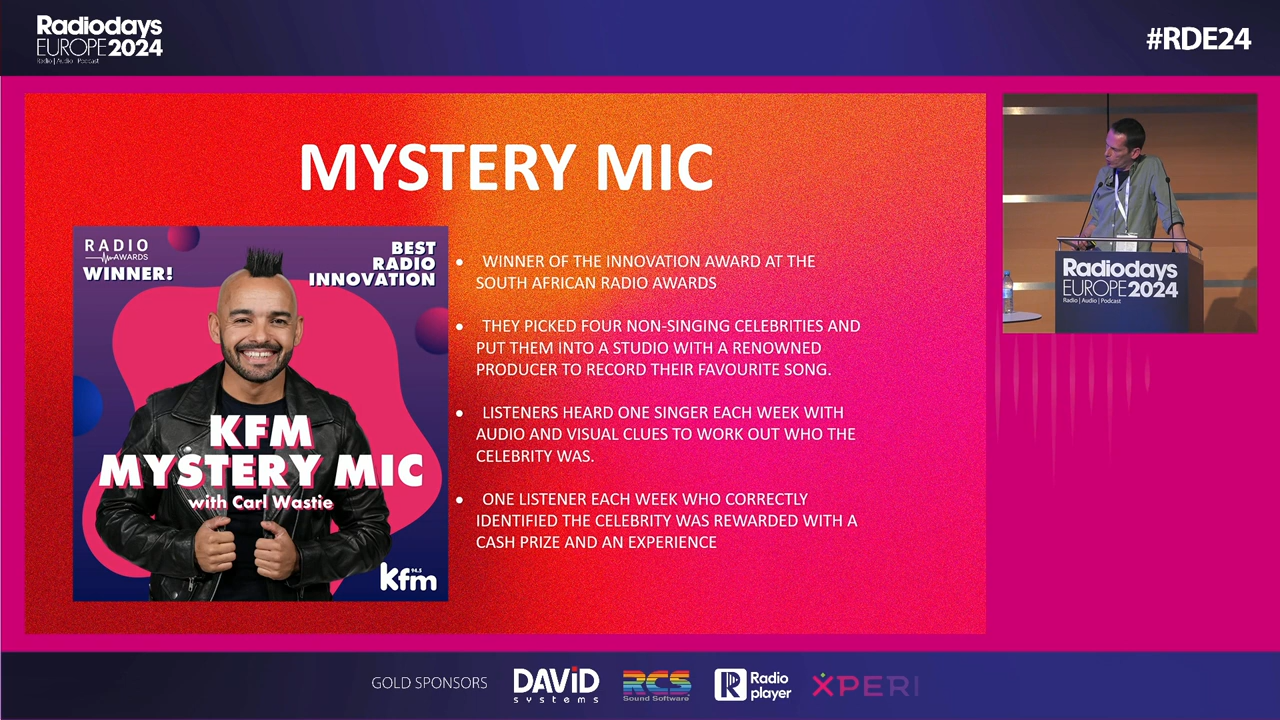 Radiodays
EUROPE 2024
Radio | Audio | Podcast
#RDE24
MYSTERY MIC
RADIO
AWARDS
WINNER!
BEST
RADIO
INNOVATION
KFM
MYSTERY MIC
with Carl Wastie
94.5
kfm
• WINNER OF THE INNOVATION AWARD AT THE
SOUTH AFRICAN RADIO AWARDS
• THEY PICKED FOUR NON-SINGING CELEBRITIES AND
PUT THEM INTO A STUDIO WITH A RENOWNED
PRODUCER TO RECORD THEIR FAVOURITE SONG.
• LISTENERS HEARD ONE SINGER EACH WEEK WITH
AUDIO AND VISUAL CLUES TO WORK OUT WHO THE
CELEBRITY WAS.
• ONE LISTENER EACH WEEK WHO CORRECTLY
IDENTIFIED THE CELEBRITY WAS REWARDED WITH A
CASH PRIZE AND AN EXPERIENCE
Radiodays
EUROPE 2024
Radio | Audio | Podcast
GOLD SPONSORS
DAViD
systems
RCS
Sound Software
Radio
player
XPERI